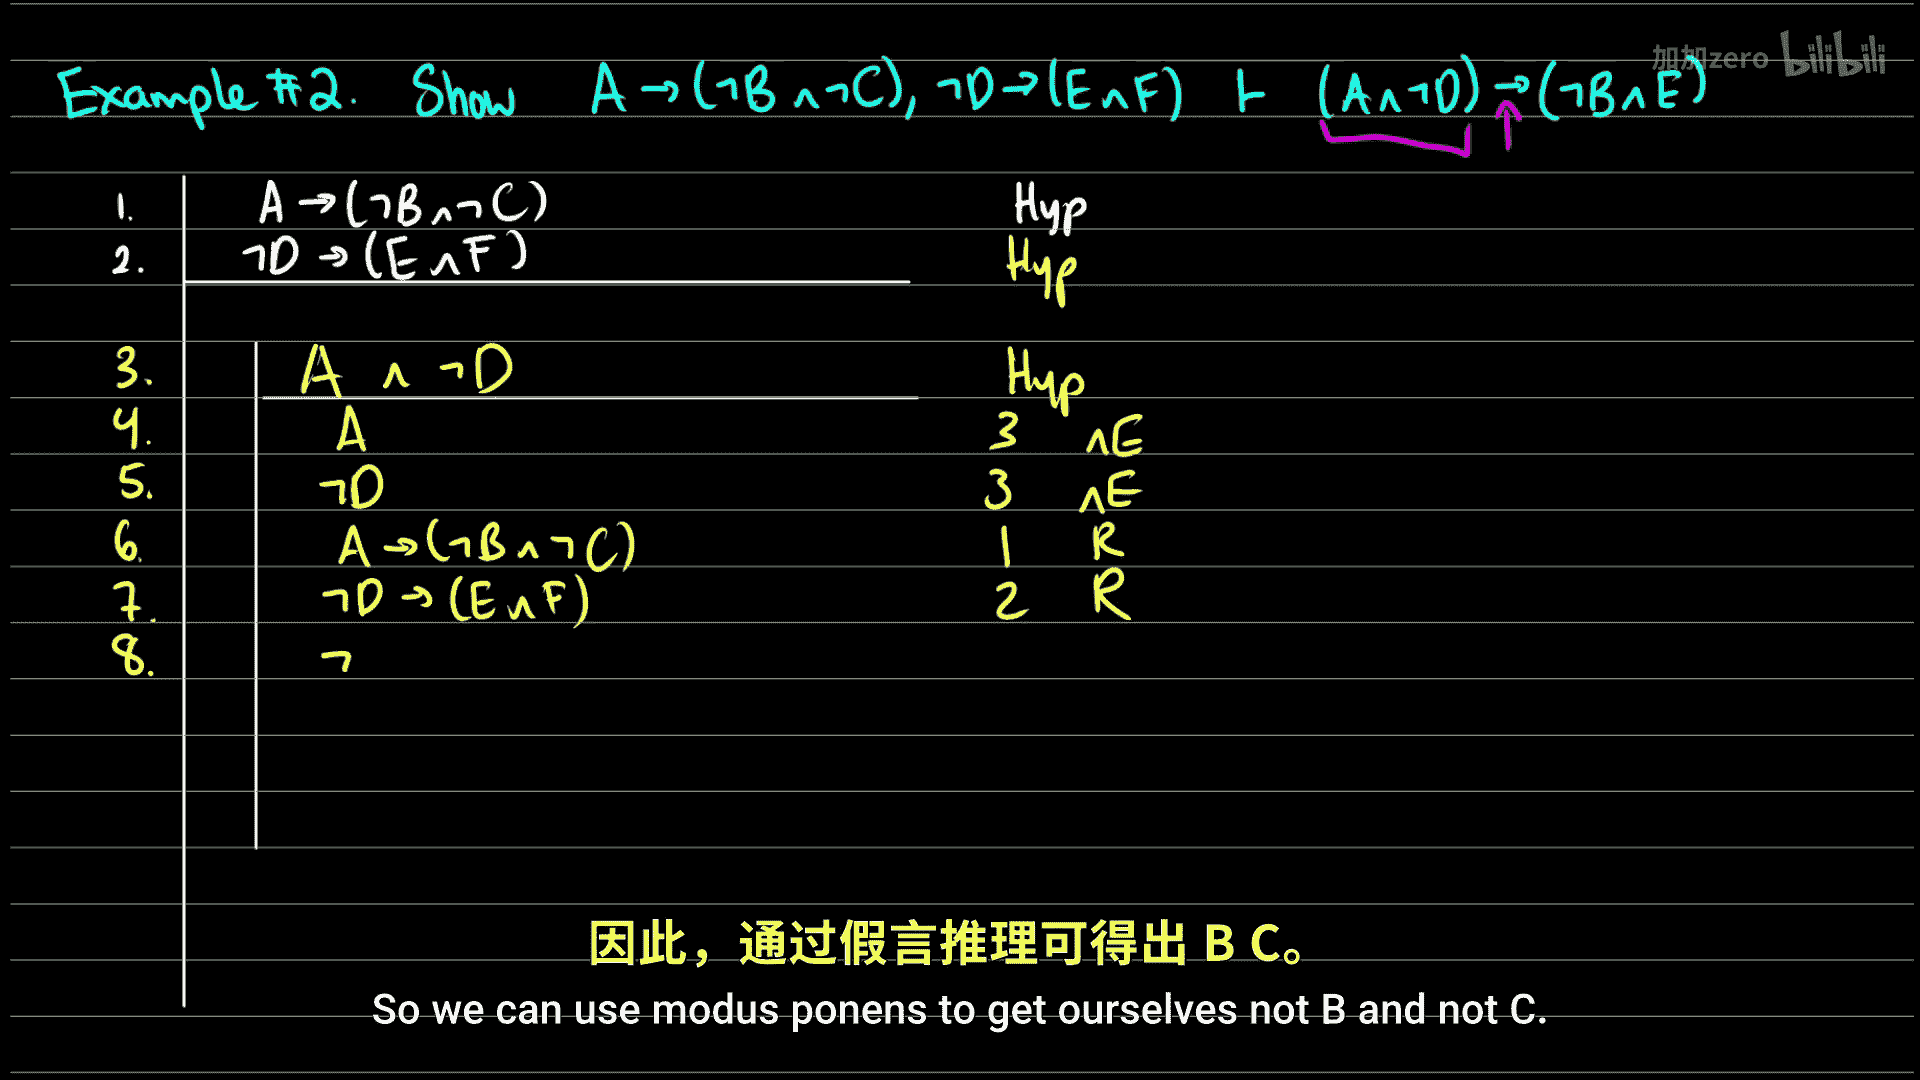 加加zero bilibili
Example #2. Show A → (¬B ∧ ¬C), ¬D → (E ∧ F) ⊢ (A ∧ ¬D) → (¬B ∧ E)
1. A → (¬B ∧ ¬C) Hyp
2. ¬D → (E ∧ F) Hyp
3. A ∧ ¬D Hyp
4. A 3 ∧E
5. ¬D 3 ∧E
6. A → (¬B ∧ ¬C) 1 R
7. ¬D → (E ∧ F) 2 R
8. ¬
因此，通过假言推理可得出 B C。
So we can use modus ponens to get ourselves not B and not C.